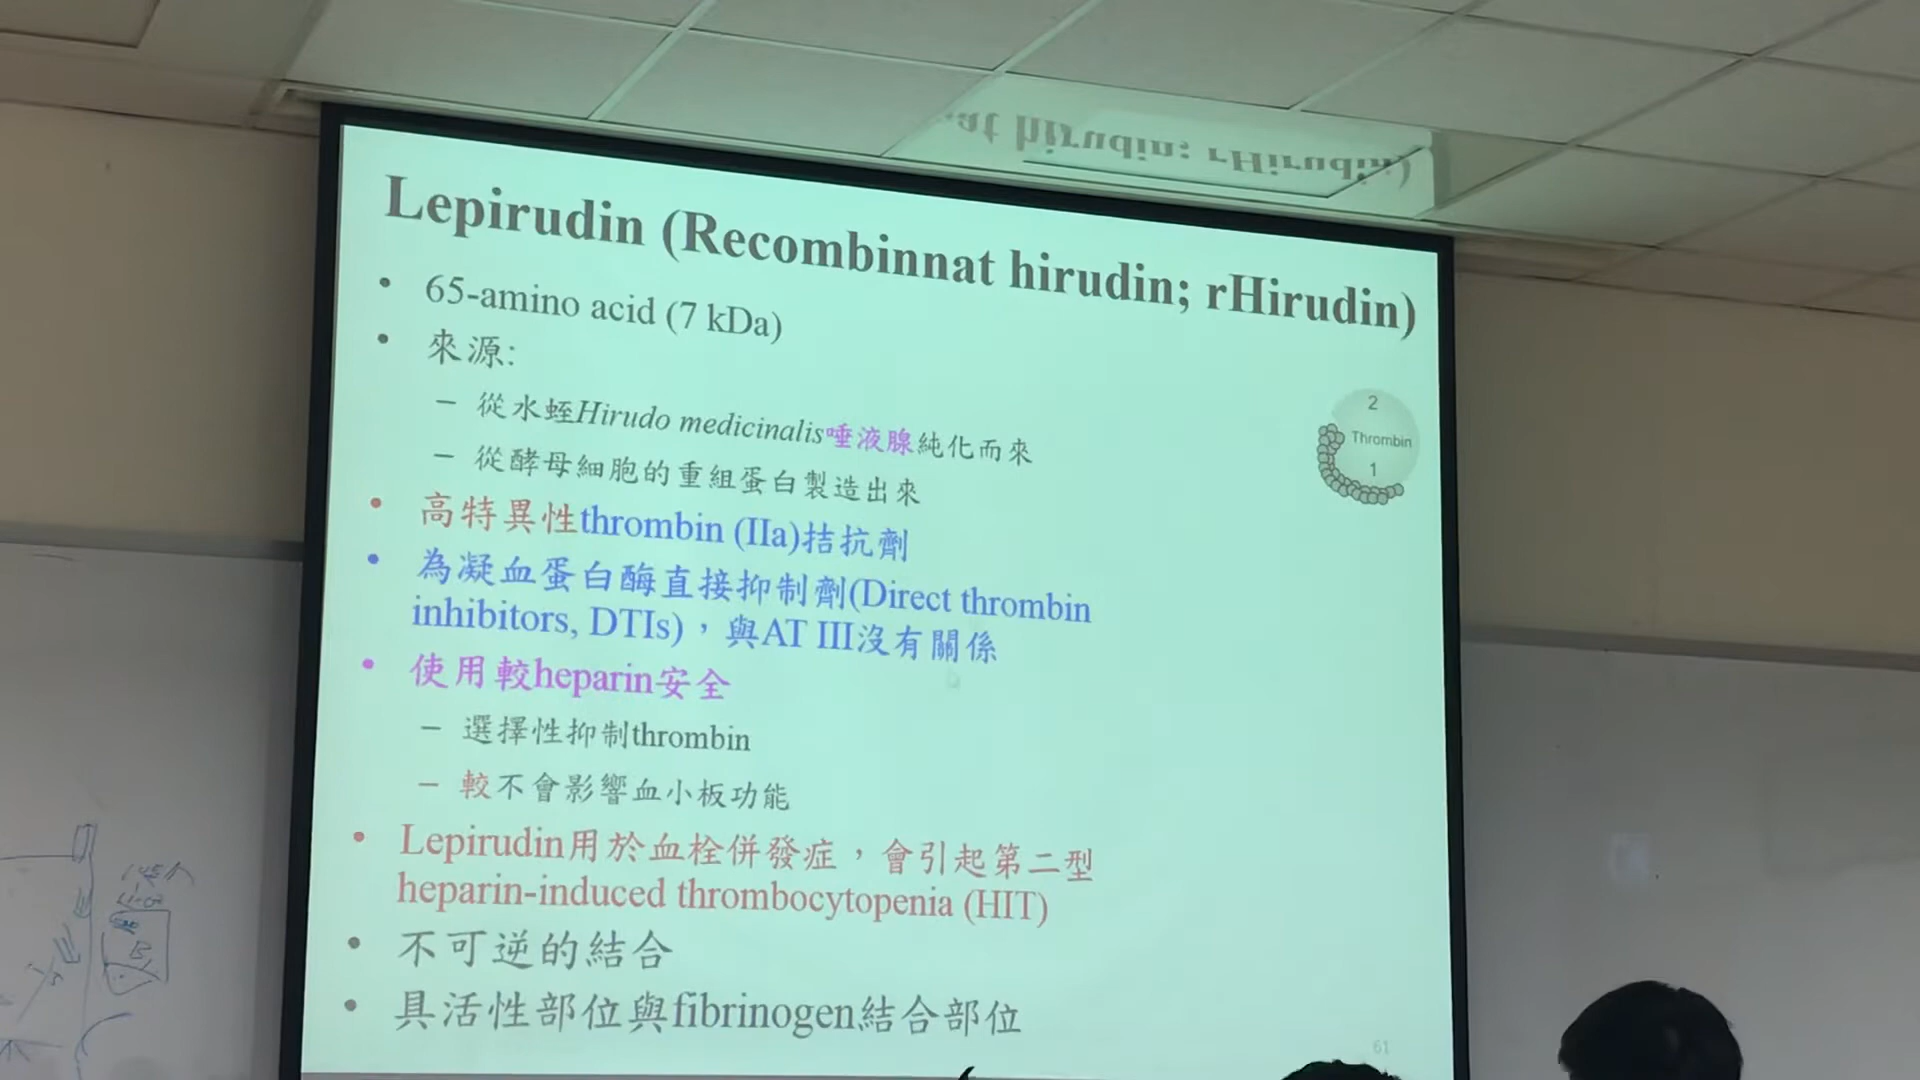 Lepirudin (Recombinnat hirudin; rHirudin)
• 65-amino acid (7 kDa)
• 來源:
– 從水蛭Hirudo medicinalis唾液腺純化而來
– 從酵母細胞的重組蛋白製造出來
• 高特異性thrombin (IIa)拮抗劑
• 為凝血蛋白酶直接抑制劑(Direct thrombin
inhibitors, DTIs),與AT III沒有關係
• 使用較heparin安全
– 選擇性抑制thrombin
– 較不會影響血小板功能
• Lepirudin用於血栓併發症,會引起第二型
heparin-induced thrombocytopenia (HIT)
• 不可逆的結合
• 具活性部位與fibrinogen結合部位
2
Thrombin
1
61